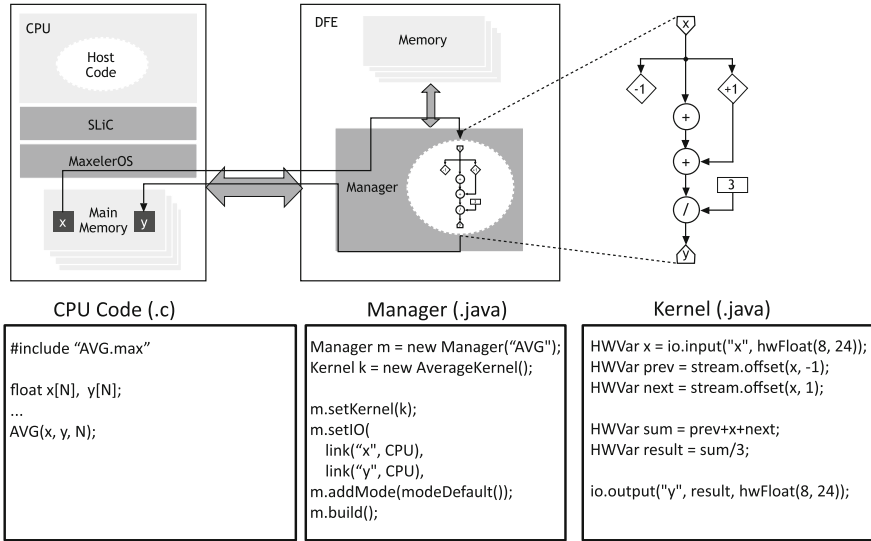 CPU
Host
Code
SLiC
MaxelerOS
Main
Memory
x
y
DFE
Memory
Manager
x
-1
+1
+
+
3
/
y
CPU Code (.c)
#include “AVG.max”
float x[N], y[N];
...
AVG(x, y, N);
Manager (.java)
Manager m = new Manager(“AVG");
Kernel k = new AverageKernel();
m.setKernel(k);
m.setIO(
link(“x", CPU),
link(“y", CPU),
m.addMode(modeDefault());
m.build();
Kernel (.java)
HWVar x = io.input("x", hwFloat(8, 24));
HWVar prev = stream.offset(x, -1);
HWVar next = stream.offset(x, 1);
HWVar sum = prev+x+next;
HWVar result = sum/3;
io.output("y", result, hwFloat(8, 24));